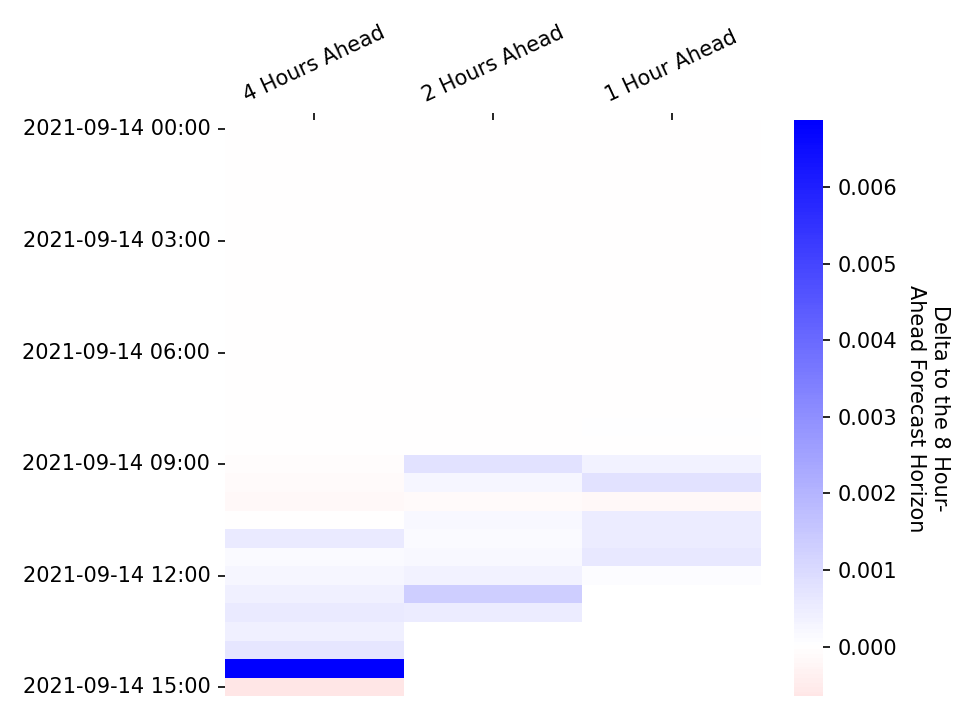 4 Hours Ahead
2 Hours Ahead
1 Hour Ahead
2021-09-14 00:00
2021-09-14 03:00
2021-09-14 06:00
2021-09-14 09:00
2021-09-14 12:00
2021-09-14 15:00
0.006
0.005
0.004
0.003
0.002
0.001
0.000
Delta to the 8 Hour-
Ahead Forecast Horizon